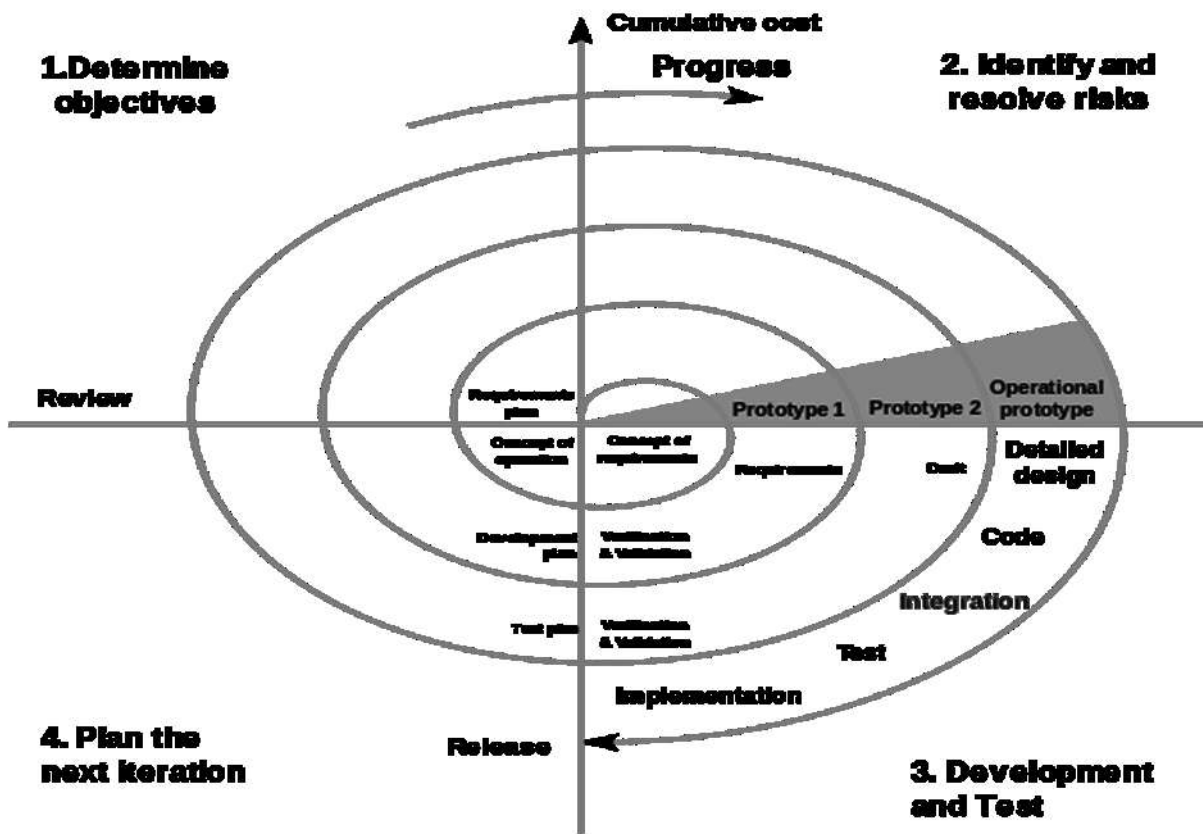 Cumulative cost
Progress
1.Determine
objectives
2. Identify and
resolve risks
Review
Requirements
plan
Concept of
operation
Concept of
requirements
Prototype 1
Prototype 2
Operational
prototype
Requirements
Draft
Detailed
design
Development
plan
Verification
& Validation
Code
Integration
Test plan
Verification
& Validation
Test
Implementation
Release
4. Plan the
next iteration
3. Development
and Test